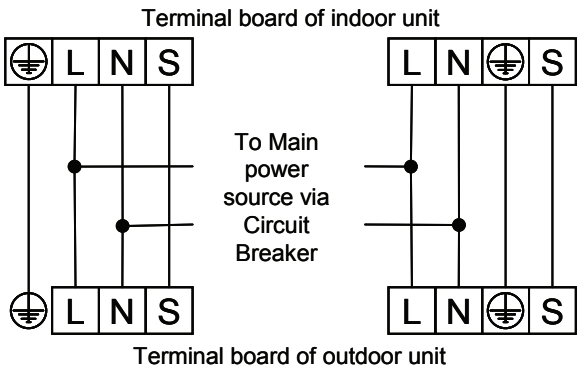 Terminal board of indoor unit
L N S
L N S
To Main
power
source via
Circuit
Breaker
L N S
L N S
Terminal board of outdoor unit